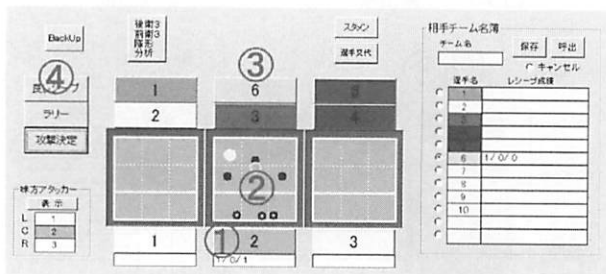 BackUp
後衛3
前衛3
陣形
分析
スタメン
選手交代
相手チーム名簿
チーム名
保存
呼出
キャンセル
選手名
レシーブ成績
④
③
ラリー
攻撃決定
味方アタッカー
表示
L 1
C 2
R 3
1
2
6
3
②
①
1
2
3
1/0/1
1
2
6 1/0/0
7
8
9
10